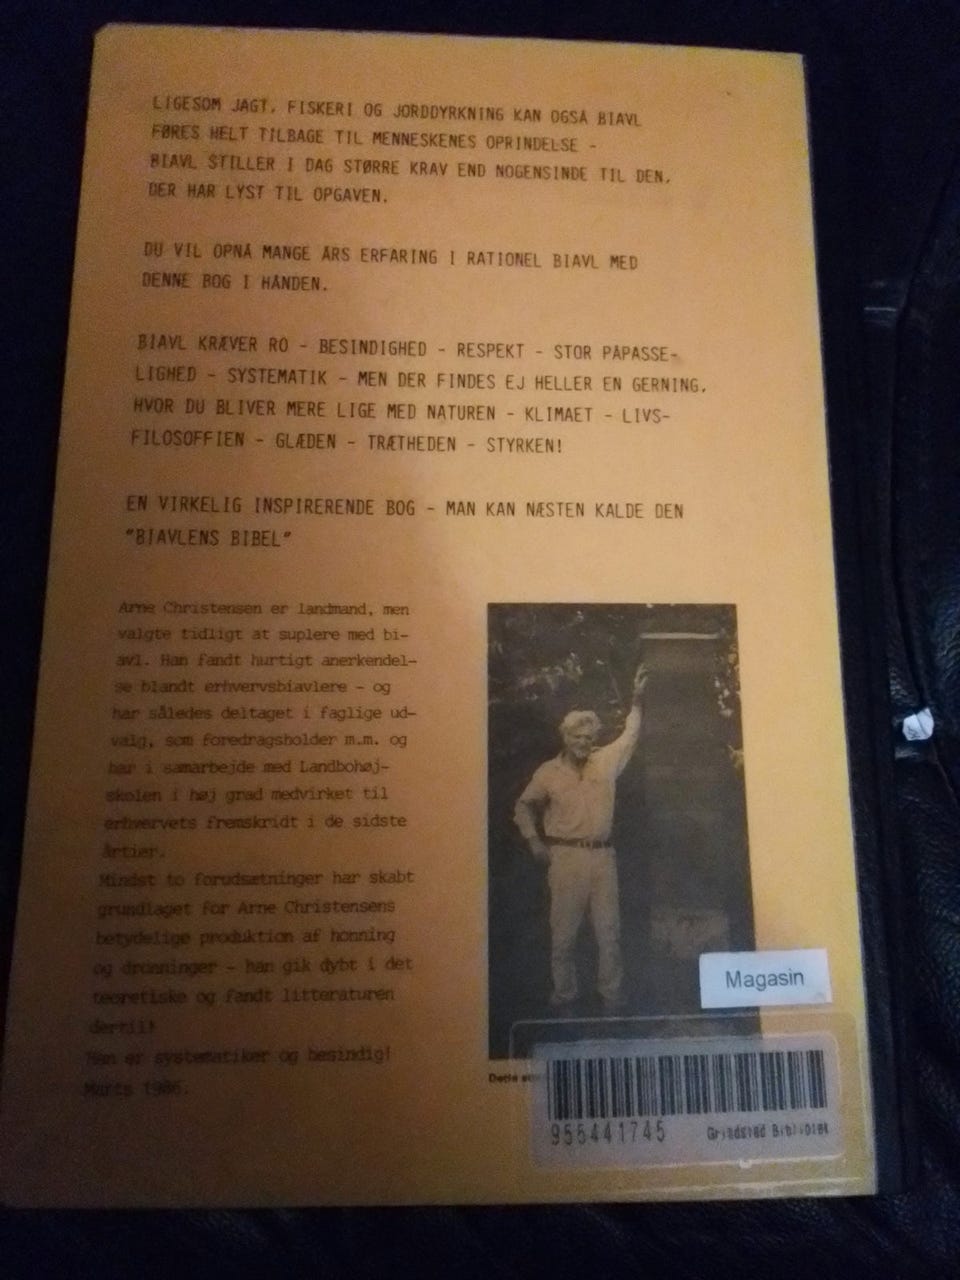 LIGESOM JAGT, FISKERI OG JORDDYRKNING KAN OGSÅ BIAVL
FØRES HELT TILBAGE TIL MENNESKENES OPRINDELSE -
BIAVL STILLER I DAG STØRRE KRAV END NOGENSINDE TIL DEN,
DER HAR LYST TIL OPGAVEN.
DU VIL OPNÅ MANGE ÅRS ERFARING I RATIONEL BIAVL MED
DENNE BOG I HÅNDEN.
BIAVL KRÆVER RO - BESINDIGHED - RESPEKT - STOR PÅPASSE-
LIGHED - SYSTEMATIK - MEN DER FINDES EJ HELLER EN GERNING,
HVOR DU BLIVER MERE LIGE MED NATUREN - KLIMAET - LIVS-
FILOSOFFIEN - GLÆDEN - TRÆTHEDEN - STYRKEN!
EN VIRKELIG INSPIRERENDE BOG - MAN KAN NÆSTEN KALDE DEN
"BIAVLENS BIBEL"
Arne Christensen er landmand, men
valgte tidligt at suplere med bi-
avl. Han fandt hurtigt anerkendel-
se blandt erhvervsbiavlere - og
har således deltaget i faglige ud-
valg, som foredragsholder m.m. og
har i samarbejde med Landbohøj-
skolen i høj grad medvirket til
erhvervets fremskridt i de sidste
årtier.
Mindst to forudsætninger har skabt
grundlaget for Arne Christensens
betydelige produktion af honning
og dronninger - han gik dybt i det
teoretiske og fandt litteraturen
dertil!
Han er systematiker og besindig!
Marts 1986.
Magasin
Dette
955441745 Grindsted Bibliotek